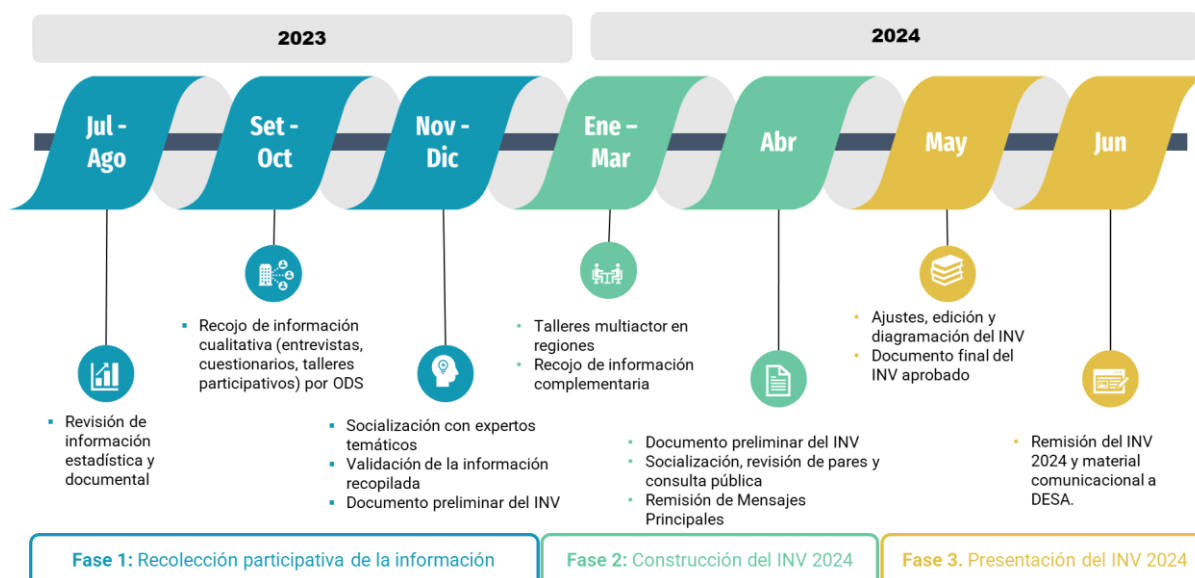 2023
2024
Jul -
Ago
Set -
Oct
Nov -
Dic
Ene –
Mar
Abr
May
Jun
▪ Revisión de
información
estadística y
documental
▪ Recojo de información
cualitativa (entrevistas,
cuestionarios, talleres
participativos) por ODS
▪ Socialización con expertos
temáticos
▪ Validación de la información
recopilada
▪ Documento preliminar del INV
• Talleres multiactor en
regiones
• Recojo de información
complementaria
• Documento preliminar del INV
• Socialización, revisión de pares y
consulta pública
• Remisión de Mensajes
Principales
• Ajustes, edición y
diagramación del INV
• Documento final del
INV aprobado
• Remisión del INV
2024 y material
comunicacional a
DESA.
Fase 1: Recolección participativa de la información
Fase 2: Construcción del INV 2024
Fase 3. Presentación del INV 2024